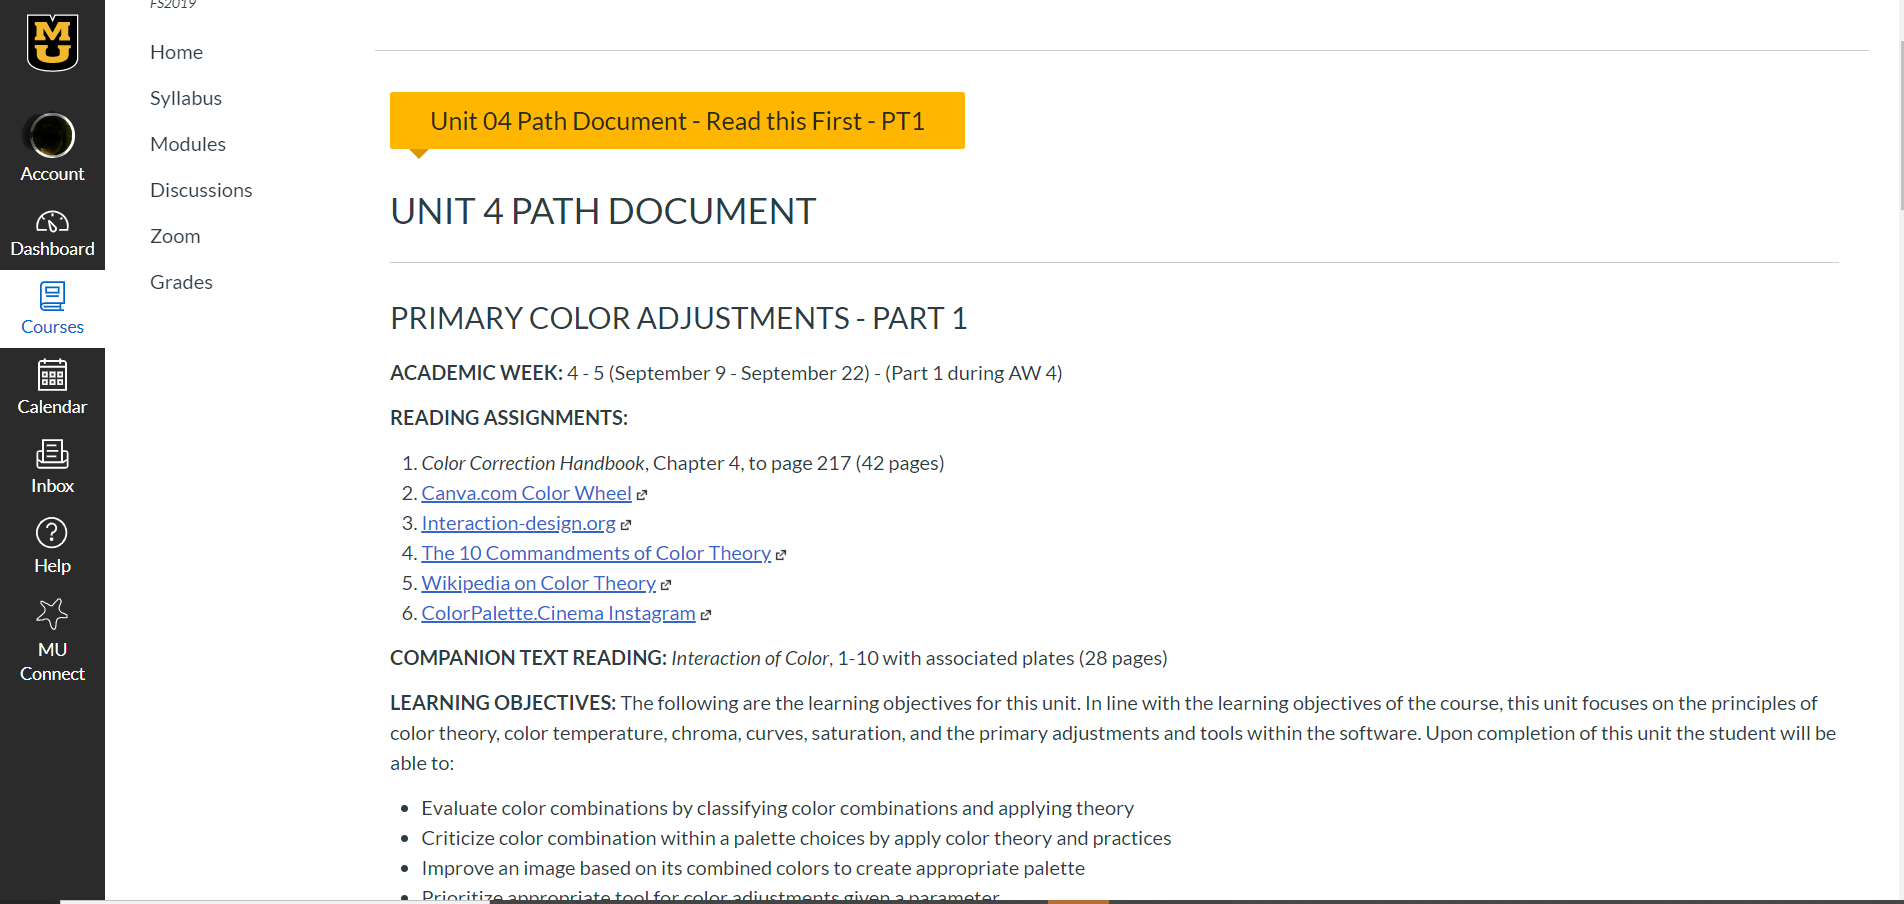 FS2019
MU
Account
Dashboard
Courses
Calendar
Inbox
Help
MU
Connect
Home
Syllabus
Modules
Discussions
Zoom
Grades
Unit 04 Path Document - Read this First - PT1
UNIT 4 PATH DOCUMENT
PRIMARY COLOR ADJUSTMENTS - PART 1
ACADEMIC WEEK: 4 - 5 (September 9 - September 22) - (Part 1 during AW 4)
READING ASSIGNMENTS:
1. Color Correction Handbook, Chapter 4, to page 217 (42 pages)
2. Canva.com Color Wheel
3. Interaction-design.org
4. The 10 Commandments of Color Theory
5. Wikipedia on Color Theory
6. ColorPalette.Cinema Instagram
COMPANION TEXT READING: Interaction of Color, 1-10 with associated plates (28 pages)
LEARNING OBJECTIVES: The following are the learning objectives for this unit. In line with the learning objectives of the course, this unit focuses on the principles of
color theory, color temperature, chroma, curves, saturation, and the primary adjustments and tools within the software. Upon completion of this unit the student will be
able to:
• Evaluate color combinations by classifying color combinations and applying theory
• Criticize color combination within a palette choices by apply color theory and practices
• Improve an image based on its combined colors to create appropriate palette
• Prioritize appropriate tool for color adjustments given a parameter